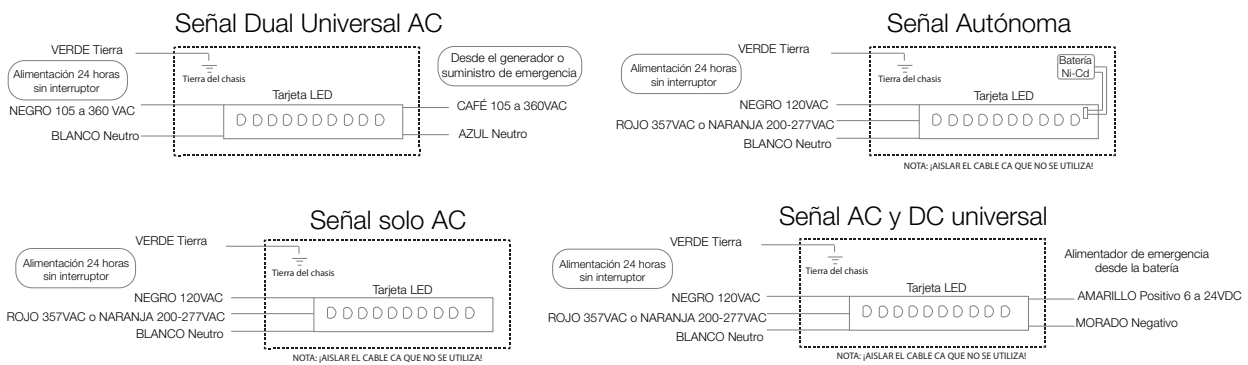 Señal Dual Universal AC
VERDE Tierra
Alimentación 24 horas
sin interruptor
Tierra del chasis
Desde el generador o
suministro de emergencia
Tarjeta LED
NEGRO 105 a 360 VAC
CAFÉ 105 a 360VAC
BLANCO Neutro
AZUL Neutro
Señal Autónoma
VERDE Tierra
Alimentación 24 horas
sin interruptor
Tierra del chasis
Batería
Ni-Cd
Tarjeta LED
NEGRO 120VAC
ROJO 357VAC o NARANJA 200-277VAC
BLANCO Neutro
NOTA: ¡AISLAR EL CABLE CA QUE NO SE UTILIZA!
Señal solo AC
VERDE Tierra
Alimentación 24 horas
sin interruptor
Tierra del chasis
Tarjeta LED
NEGRO 120VAC
ROJO 357VAC o NARANJA 200-277VAC
BLANCO Neutro
NOTA: ¡AISLAR EL CABLE CA QUE NO SE UTILIZA!
Señal AC y DC universal
VERDE Tierra
Alimentación 24 horas
sin interruptor
Tierra del chasis
Alimentador de emergencia
desde la batería
Tarjeta LED
NEGRO 120VAC
AMARILLO Positivo 6 a 24VDC
ROJO 357VAC o NARANJA 200-277VAC
MORADO Negativo
BLANCO Neutro
NOTA: ¡AISLAR EL CABLE CA QUE NO SE UTILIZA!